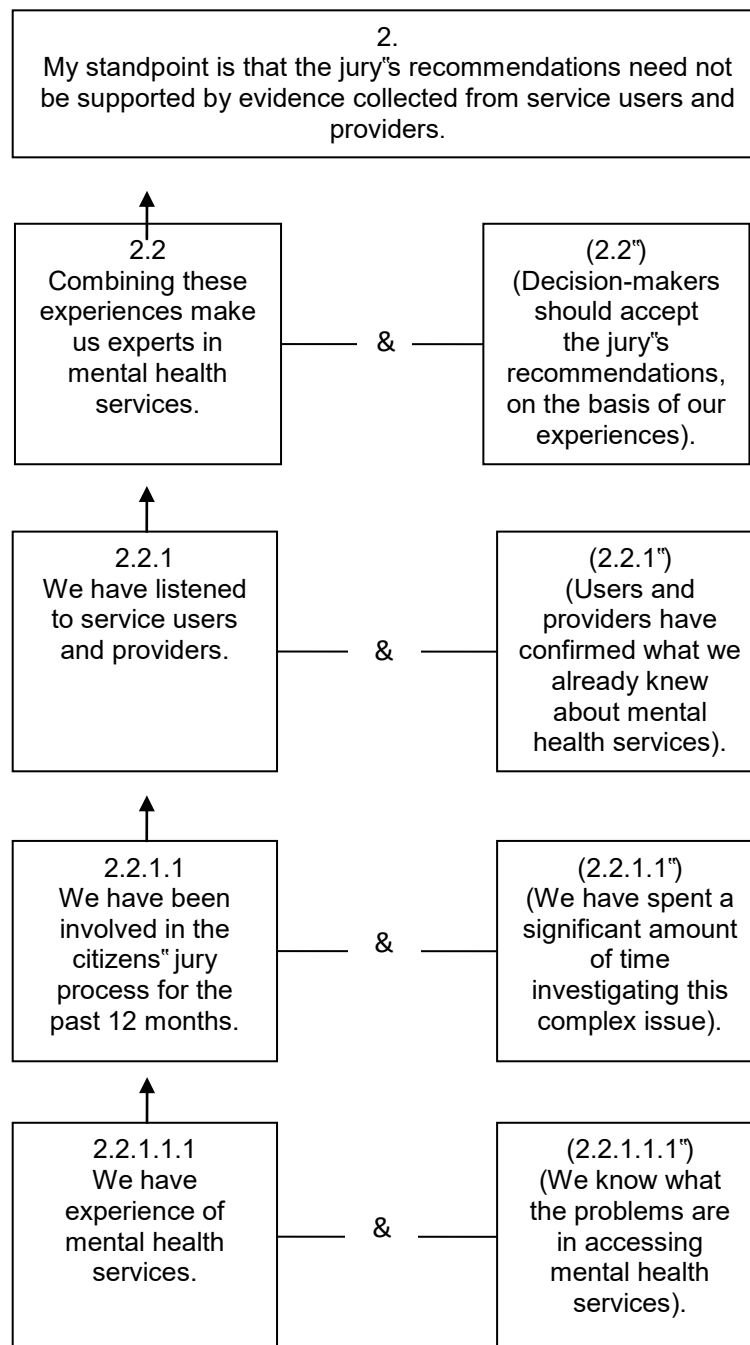 2.
My standpoint is that the jury‟s recommendations need not
be supported by evidence collected from service users and
providers.
2.2
Combining these
experiences make
us experts in
mental health
services.
&
(2.2‟)
(Decision-makers
should accept
the jury‟s
recommendations,
on the basis of our
experiences).
2.2.1
We have listened
to service users
and providers.
&
(2.2.1‟)
(Users and
providers have
confirmed what we
already knew
about mental
health services).
2.2.1.1
We have been
involved in the
citizens‟ jury
process for the
past 12 months.
&
(2.2.1.1‟)
(We have spent a
significant amount
of time
investigating this
complex issue).
2.2.1.1.1
We have
experience of
mental health
services.
&
(2.2.1.1.1‟)
(We know what
the problems are
in accessing
mental health
services).